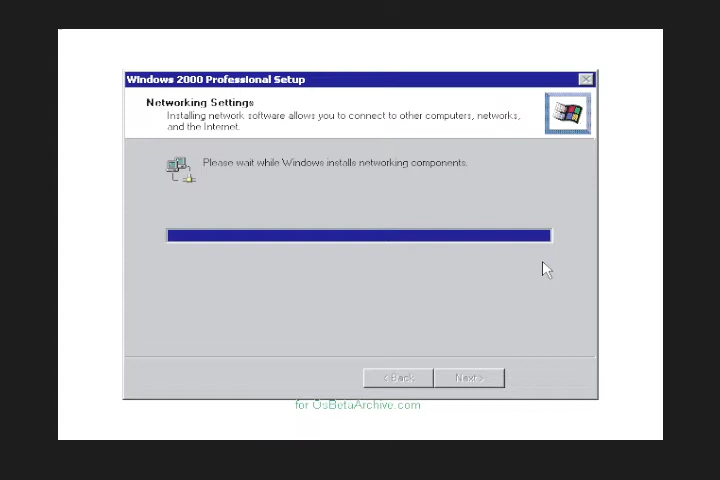 Windows 2000 Professional Setup
Networking Settings
Installing network software allows you to connect to other computers, networks,
and the Internet.
Please wait while Windows installs networking components.
< Back
Next >
for OsBetaArchive.com